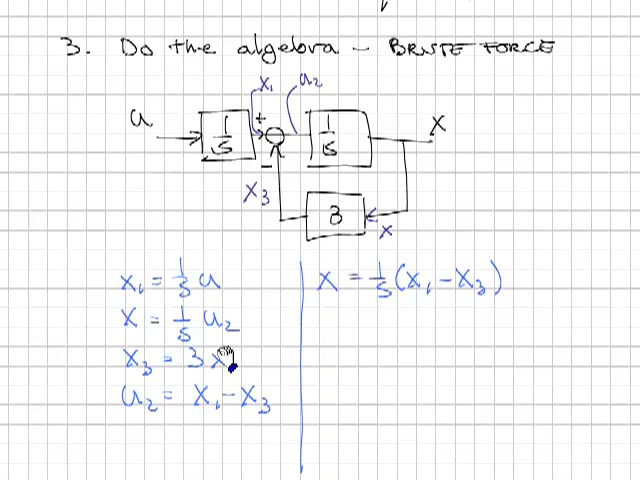 3. Do the algebra - BRUTE FORCE
x₁ u₂
u 1/s + 1/s X
-
X₃ 3 x
x₁ = 1/s u
X = 1/s u₂
X₃ = 3 x
u₂ = x₁ - x₃
X = 1/s (x₁ - x₃)